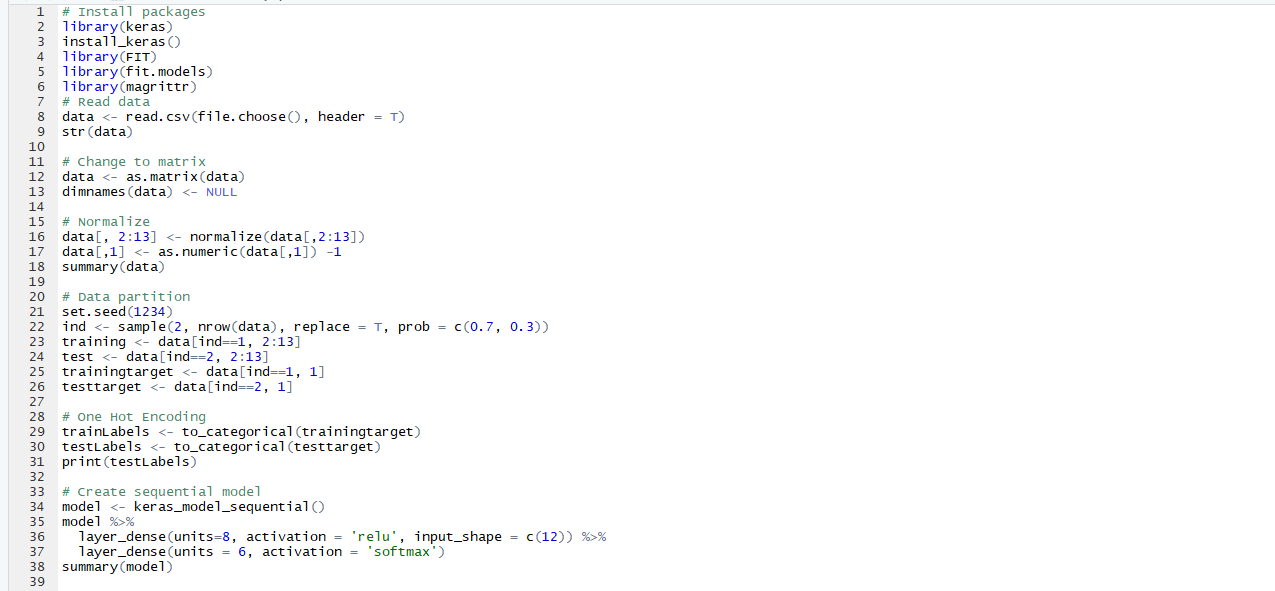 1 # Install packages
2 library(keras)
3 install_keras()
4 library(FIT)
5 library(fit.models)
6 library(magrittr)
7 # Read data
8 data <- read.csv(file.choose(), header = T)
9 str(data)
10
11 # Change to matrix
12 data <- as.matrix(data)
13 dimnames(data) <- NULL
14
15 # Normalize
16 data[, 2:13] <- normalize(data[,2:13])
17 data[,1] <- as.numeric(data[,1]) -1
18 summary(data)
19
20 # Data partition
21 set.seed(1234)
22 ind <- sample(2, nrow(data), replace = T, prob = c(0.7, 0.3))
23 training <- data[ind==1, 2:13]
24 test <- data[ind==2, 2:13]
25 trainingtarget <- data[ind==1, 1]
26 testtarget <- data[ind==2, 1]
27
28 # One Hot Encoding
29 trainLabels <- to_categorical(trainingtarget)
30 testLabels <- to_categorical(testtarget)
31 print(testLabels)
32
33 # Create sequential model
34 model <- keras_model_sequential()
35 model %>%
36   layer_dense(units=8, activation = 'relu', input_shape = c(12)) %>%
37   layer_dense(units = 6, activation = 'softmax')
38 summary(model)
39